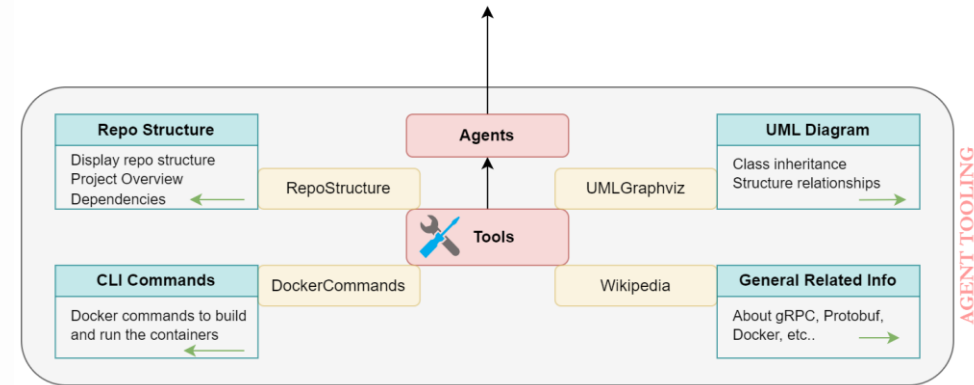 Agents
Repo Structure
Display repo structure
Project Overview
Dependencies
RepoStructure
UMLGraphviz
UML Diagram
Class inheritance
Structure relationships
Tools
CLI Commands
Docker commands to build
and run the containers
DockerCommands
Wikipedia
General Related Info
About gRPC, Protobuf,
Docker, etc..
AGENT TOOLING